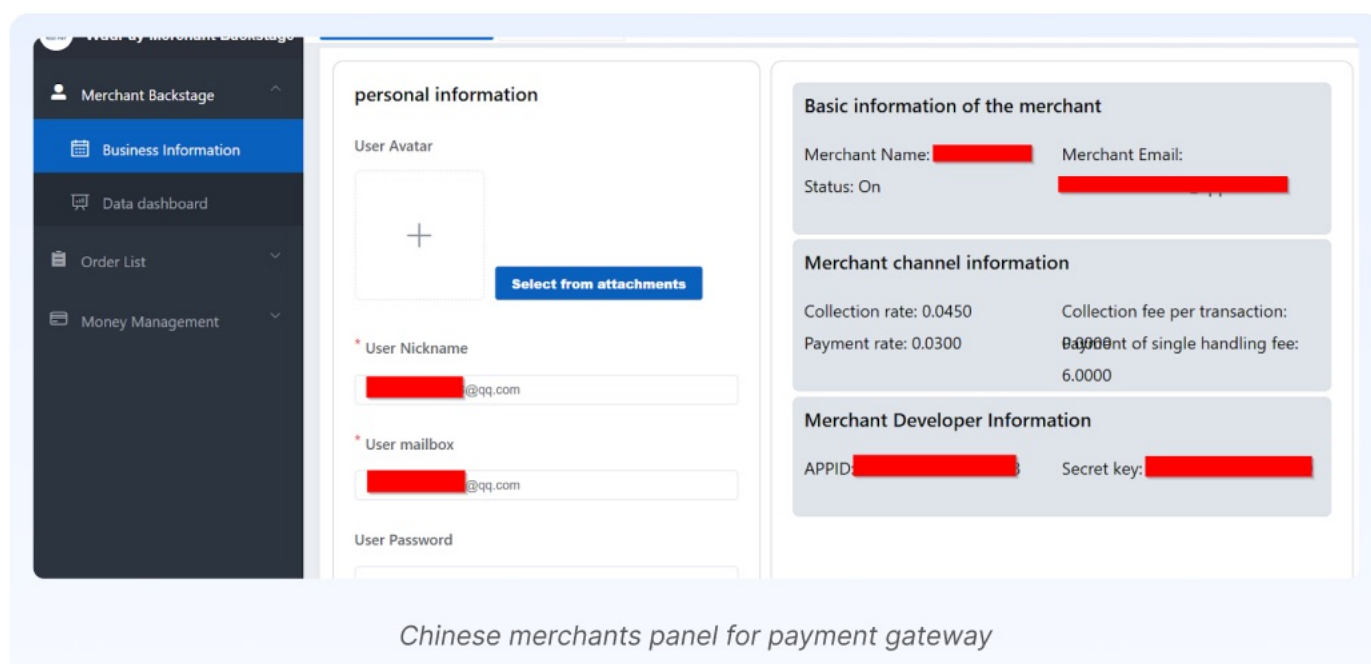 Merchant Backstage
Merchant Backstage
Business Information
Data dashboard
Order List
Money Management
personal information
User Avatar
Select from attachments
* User Nickname
@qq.com
* User mailbox
@qq.com
User Password
Basic information of the merchant
Merchant Name:
Merchant Email:
Status: On
Merchant channel information
Collection rate: 0.0450
Collection fee per transaction:
Payment rate: 0.0300
Payment of single handling fee:
6.0000
Merchant Developer Information
APPID:
Secret key:
Chinese merchants panel for payment gateway